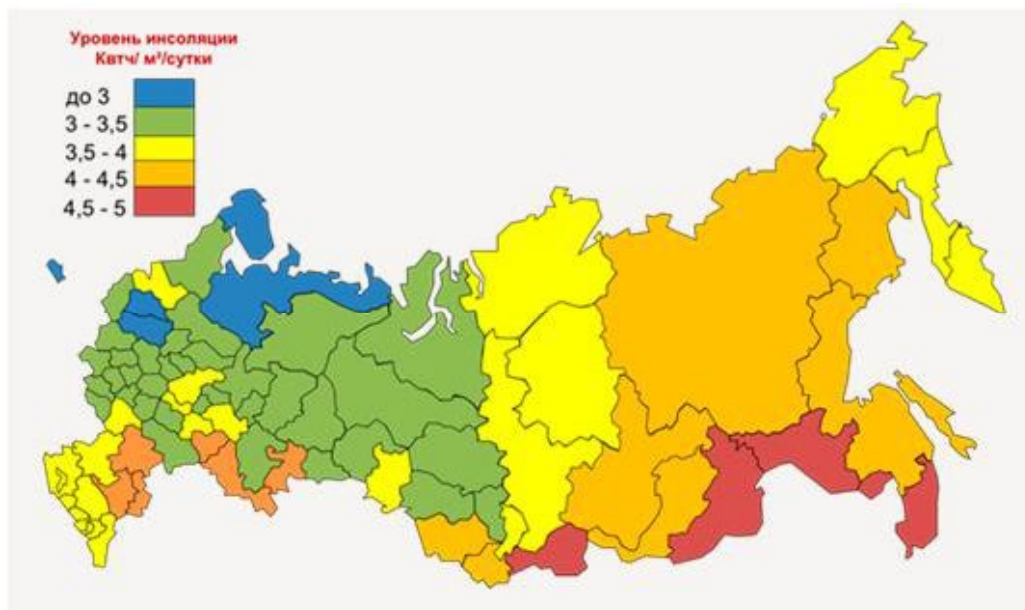 Уровень инсоляции
Квтч/ м²/сутки
до 3
3 - 3,5
3,5 - 4
4 - 4,5
4,5 - 5